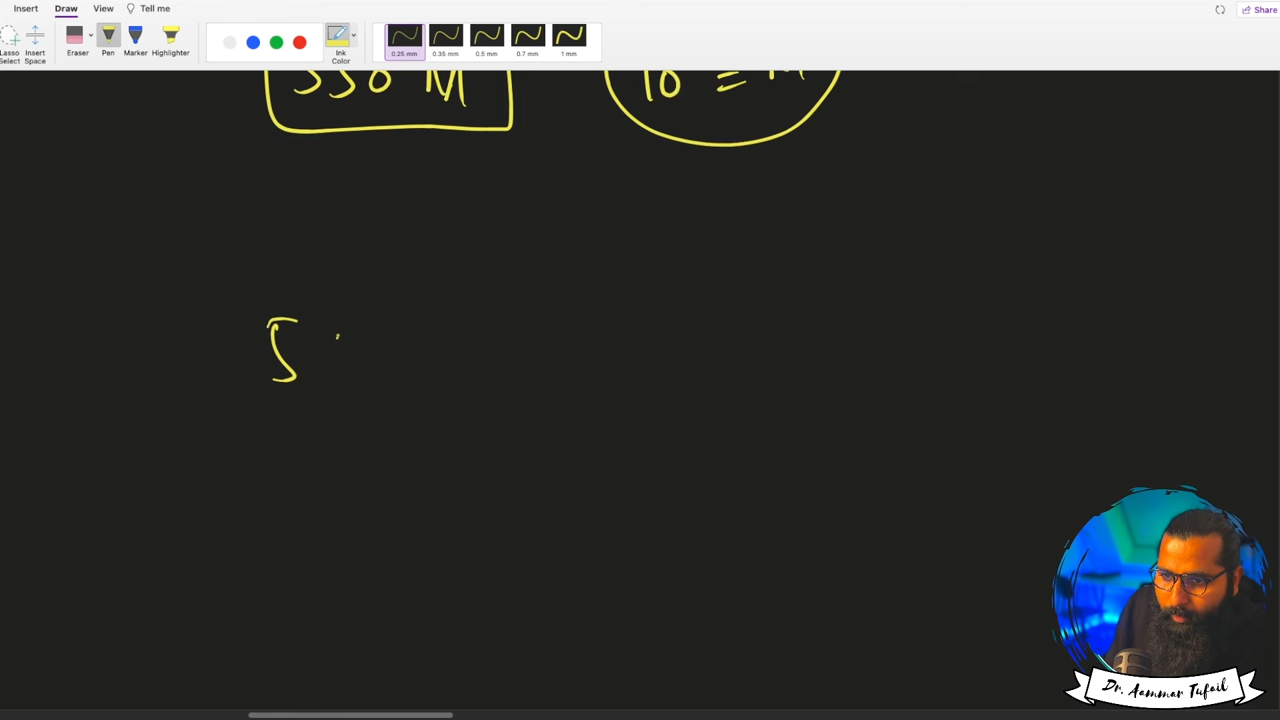 Insert Draw View Tell me Share
Lasso Select Insert Space Eraser Pen Marker Highlighter Ink Color 0.25 mm 0.35 mm 0.5 mm 0.7 mm 1 mm
330 M 10 = M
S
Dr. Aammar Tufail